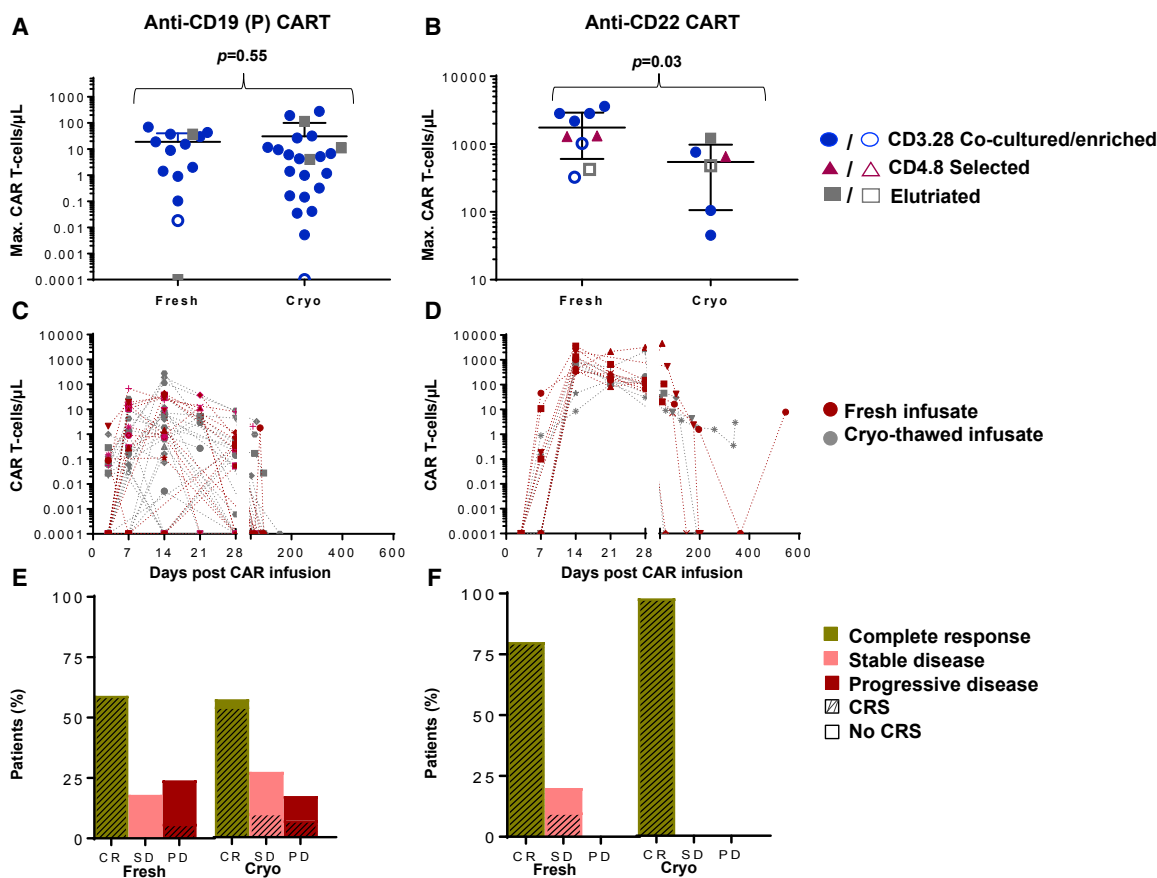 A
Anti-CD19 (P) CART
p=0.55
Max. CAR T-cells/µL
1000
100
10
1
0.1
0.01
0.001
0.0001
Fresh
Cryo
B
Anti-CD22 CART
p=0.03
Max. CAR T-cells/µL
10000
1000
100
10
Fresh
Cryo
/ CD3.28 Co-cultured/enriched
/ CD4.8 Selected
/ Elutriated
C
CAR T-cells/µL
10000
1000
100
10
1
0.1
0.01
0.001
0.0001
0 7 14 21 28 200 400 600
Days post CAR infusion
D
CAR T-cells/µL
10000
1000
100
10
1
0.1
0.01
0.001
0.0001
0 7 14 21 28 200 400 600
Days post CAR infusion
Fresh infusate
Cryo-thawed infusate
E
Patients (%)
100
75
50
25
0
CR SD PD CR SD PD
Fresh Cryo
F
Patients (%)
100
75
50
25
0
CR SD PD CR SD PD
Fresh Cryo
Complete response
Stable disease
Progressive disease
CRS
No CRS